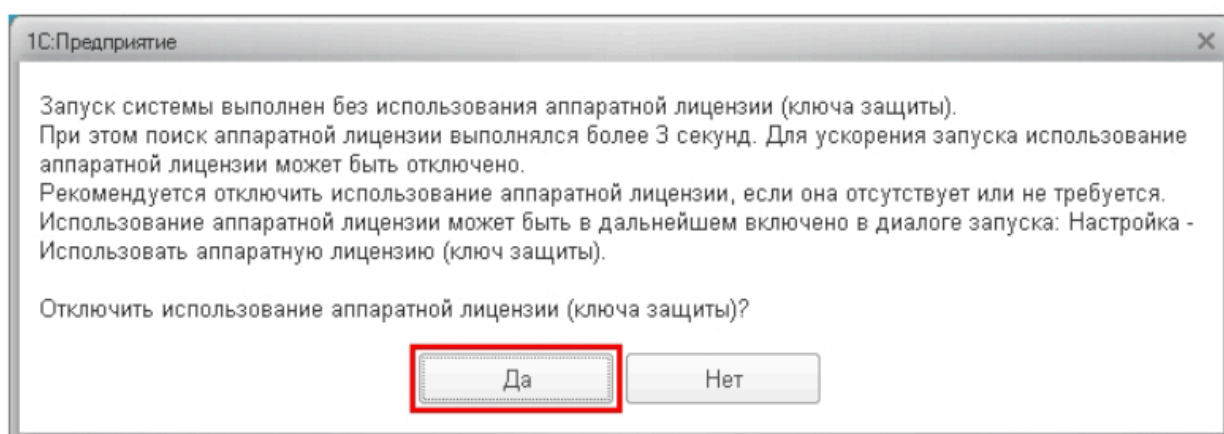 1С:Предприятие
Запуск системы выполнен без использования аппаратной лицензии (ключа защиты).
При этом поиск аппаратной лицензии выполнялся более 3 секунд. Для ускорения запуска использование
аппаратной лицензии может быть отключено.
Рекомендуется отключить использование аппаратной лицензии, если она отсутствует или не требуется.
Использование аппаратной лицензии может быть в дальнейшем включено в диалоге запуска: Настройка -
Использовать аппаратную лицензию (ключ защиты).
Отключить использование аппаратной лицензии (ключа защиты)?
Да
Нет